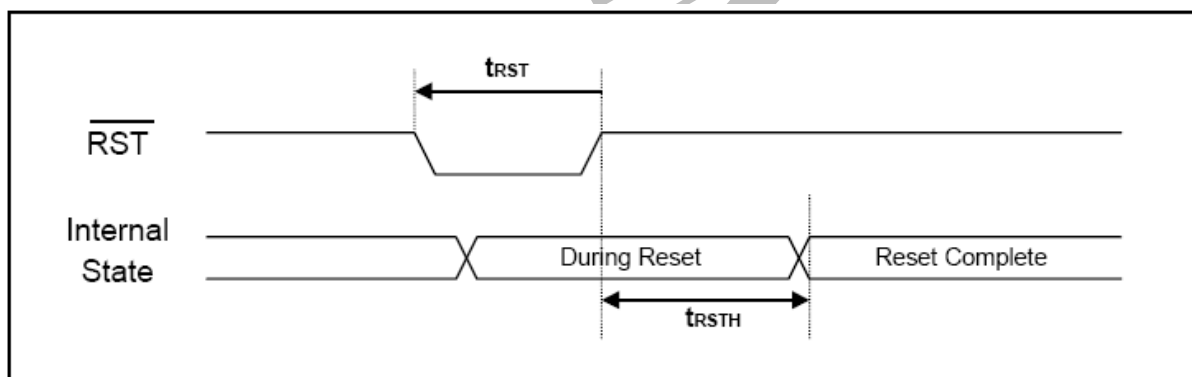 tRST
RST
Internal
State
During Reset
Reset Complete
tRSTH